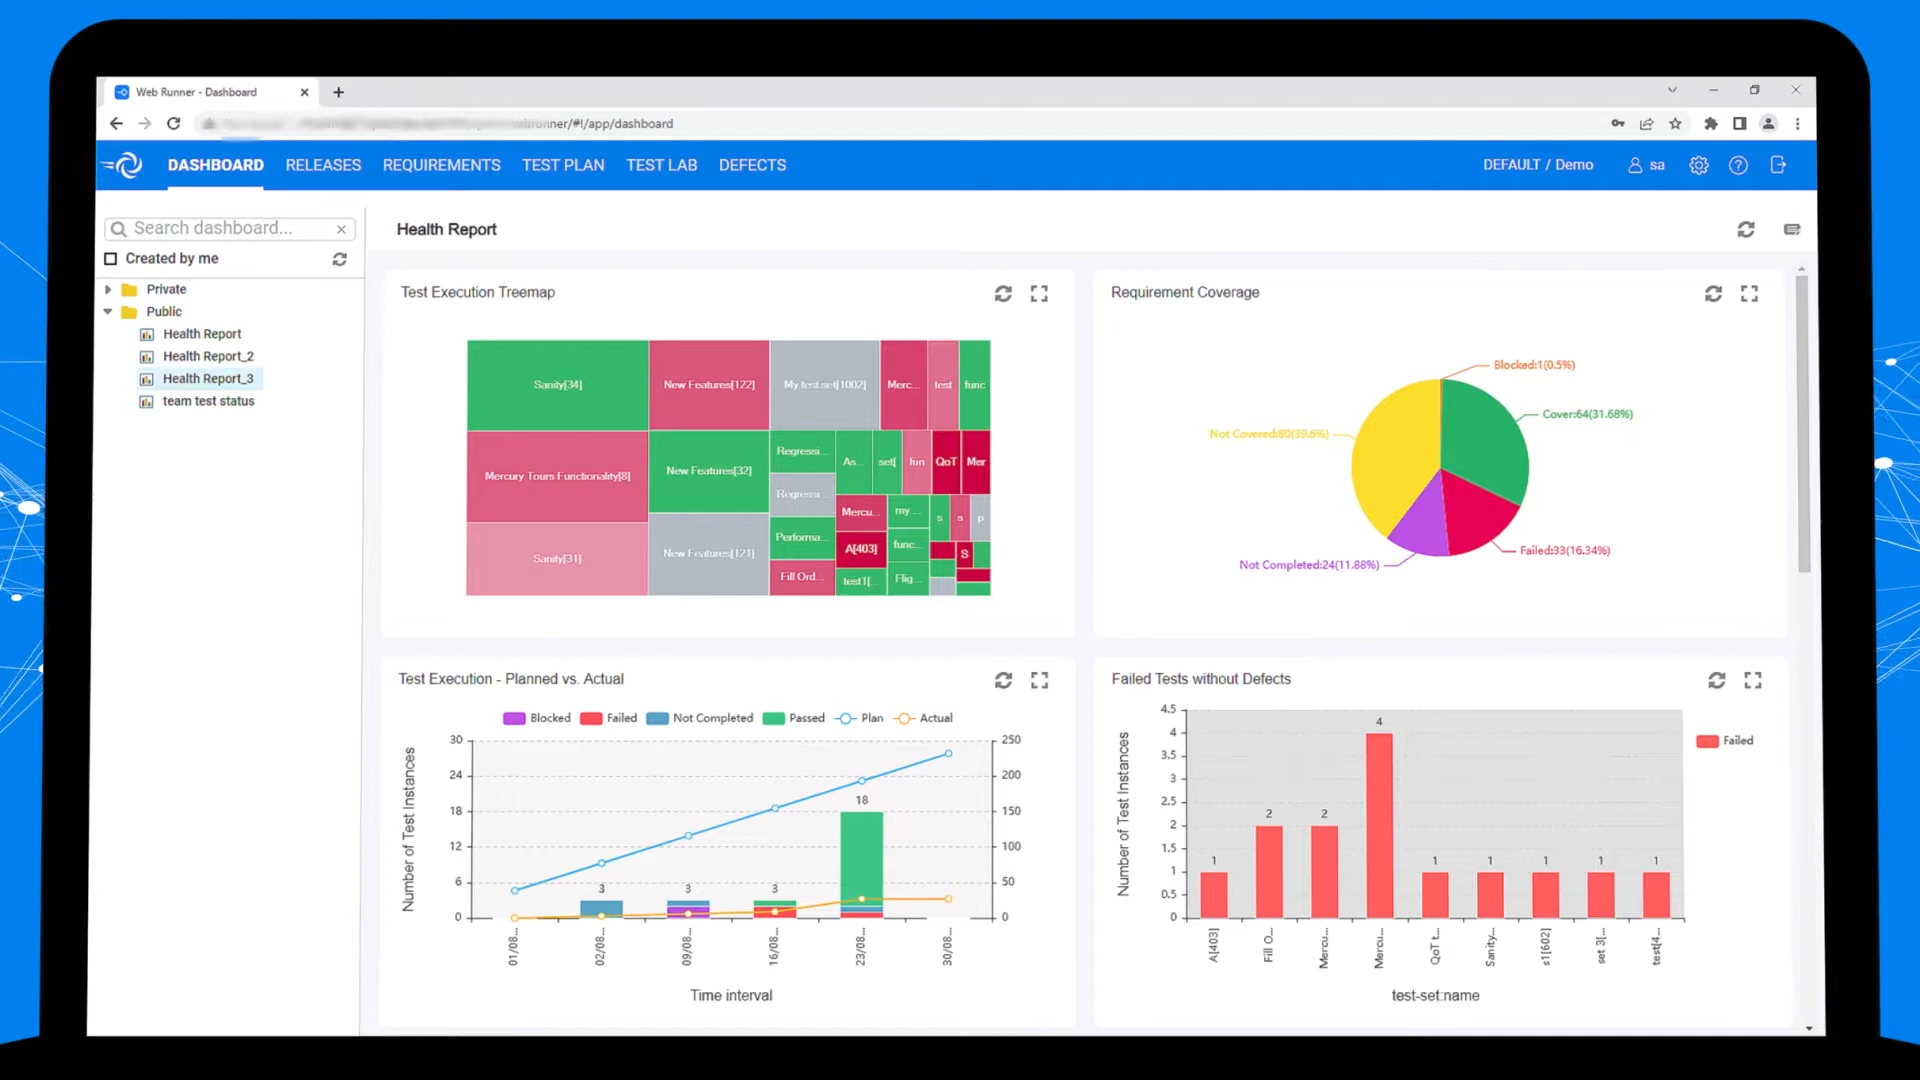 Web Runner - Dashboard
webrunner/#!/app/dashboard
DASHBOARD RELEASES REQUIREMENTS TEST PLAN TEST LAB DEFECTS
DEFAULT / Demo sa
Search dashboard...
Created by me
Private
Public
Health Report
Health Report_2
Health Report_3
team test status
Health Report
Test Execution Treemap
Sanity[34]
New Features[122]
My test set[1002]
Merc...
test
func
Mercury Tours Functionality[8]
New Features[32]
Regressi...
As...
set[
fun
QoT
Mer
Regressi...
Mercu...
my ...
s
s
p
Sanity[31]
New Features[121]
Performa...
A[403]
func...
S
Fill Ord...
test1[...
Flig...
Requirement Coverage
Blocked:1(0.5%)
Cover:64(31.68%)
Not Covered:80(39.6%)
Failed:33(16.34%)
Not Completed:24(11.88%)
Test Execution - Planned vs. Actual
Blocked Failed Not Completed Passed Plan Actual
Number of Test Instances
30
24
18
12
6
0
250
200
150
100
50
0
3
3
3
18
01/08...
02/08...
09/08...
16/08...
23/08...
30/08...
Time interval
Failed Tests without Defects
Failed
Number of Test Instances
4.5
4
3.5
3
2.5
2
1.5
1
0.5
0
1
2
2
4
1
1
1
1
1
A[403]
Fill O...
Mercu...
Mercu...
QoT t...
Sanity...
s1[602]
set 3[...
test[4...
test-set:name